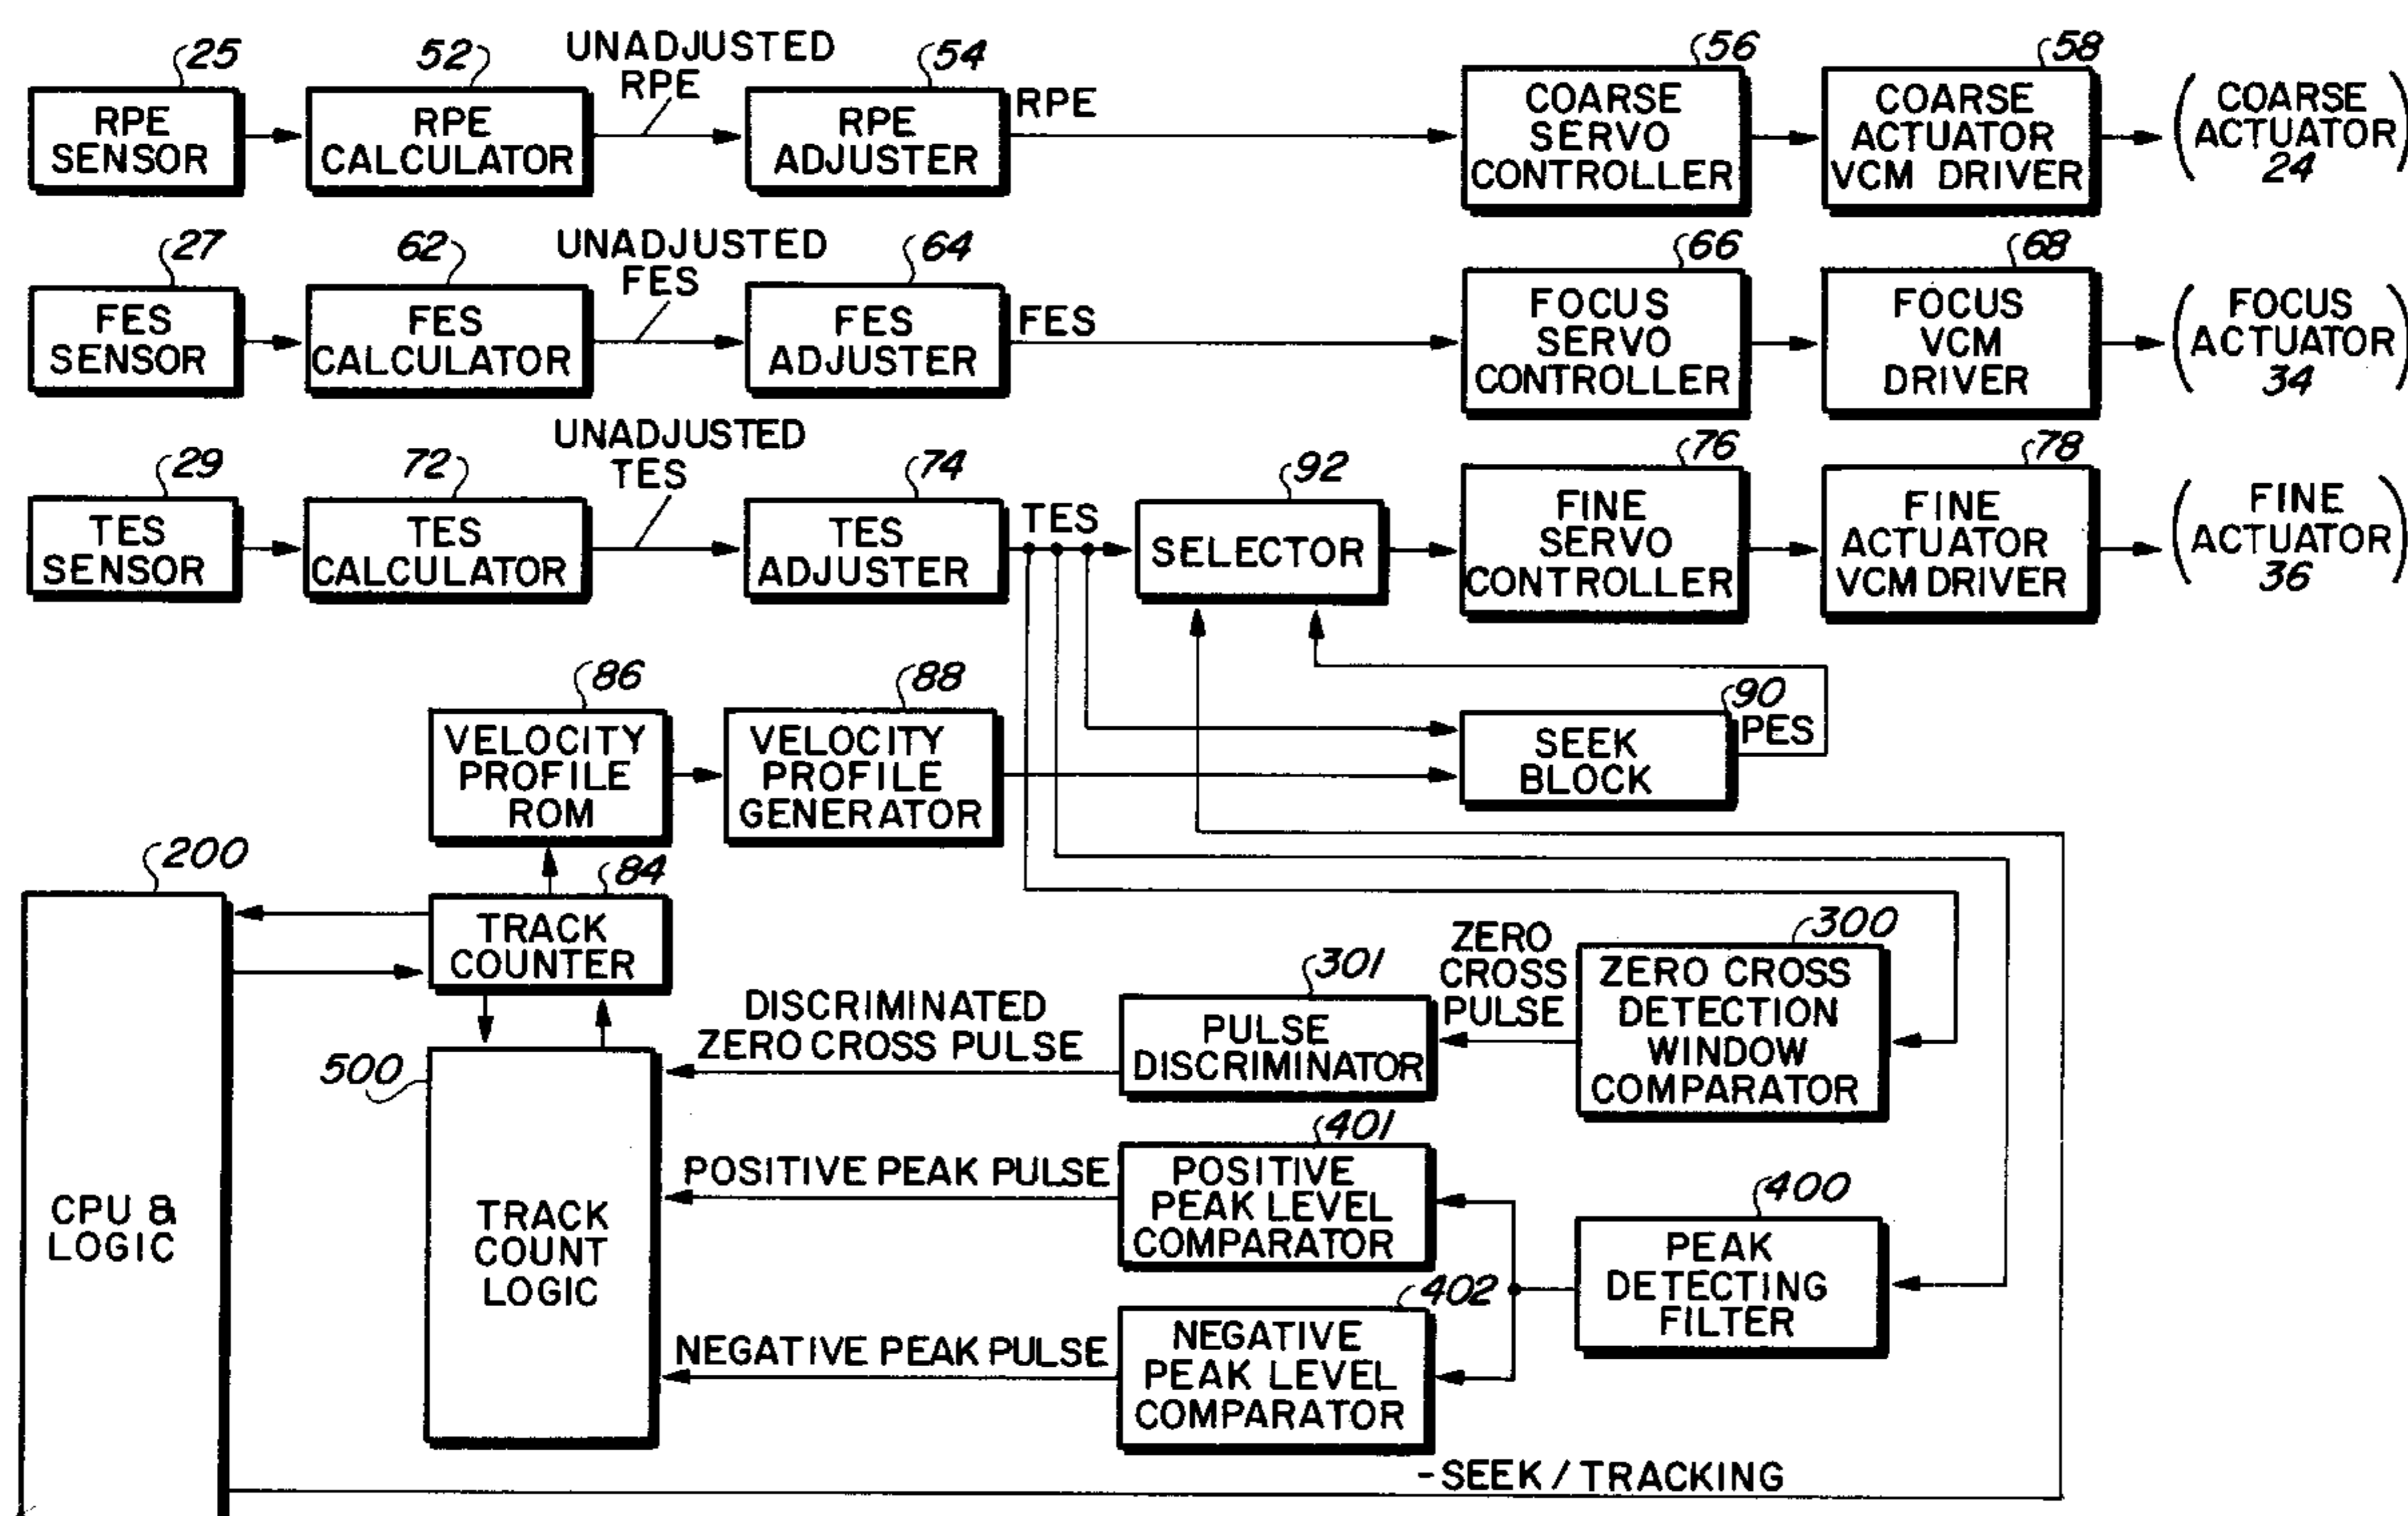 25
RPE
SENSOR
52
RPE
CALCULATOR
UNADJUSTED
RPE
54
RPE
ADJUSTER
RPE
56
COARSE
SERVO
CONTROLLER
58
COARSE
ACTUATOR
VCM DRIVER
(COARSE
ACTUATOR
24)
27
FES
SENSOR
62
FES
CALCULATOR
UNADJUSTED
FES
64
FES
ADJUSTER
FES
66
FOCUS
SERVO
CONTROLLER
68
FOCUS
VCM
DRIVER
(FOCUS
ACTUATOR
34)
29
TES
SENSOR
72
TES
CALCULATOR
UNADJUSTED
TES
74
TES
ADJUSTER
TES
92
SELECTOR
76
FINE
SERVO
CONTROLLER
78
FINE
ACTUATOR
VCM DRIVER
(FINE
ACTUATOR
36)
86
VELOCITY
PROFILE
ROM
88
VELOCITY
PROFILE
GENERATOR
90
SEEK
BLOCK
PES
200
CPU &
LOGIC
84
TRACK
COUNTER
500
TRACK
COUNT
LOGIC
DISCRIMINATED
ZERO CROSS PULSE
301
PULSE
DISCRIMINATOR
ZERO
CROSS
PULSE
300
ZERO CROSS
DETECTION
WINDOW
COMPARATOR
POSITIVE PEAK PULSE
401
POSITIVE
PEAK LEVEL
COMPARATOR
400
PEAK
DETECTING
FILTER
NEGATIVE PEAK PULSE
402
NEGATIVE
PEAK LEVEL
COMPARATOR
-SEEK/TRACKING